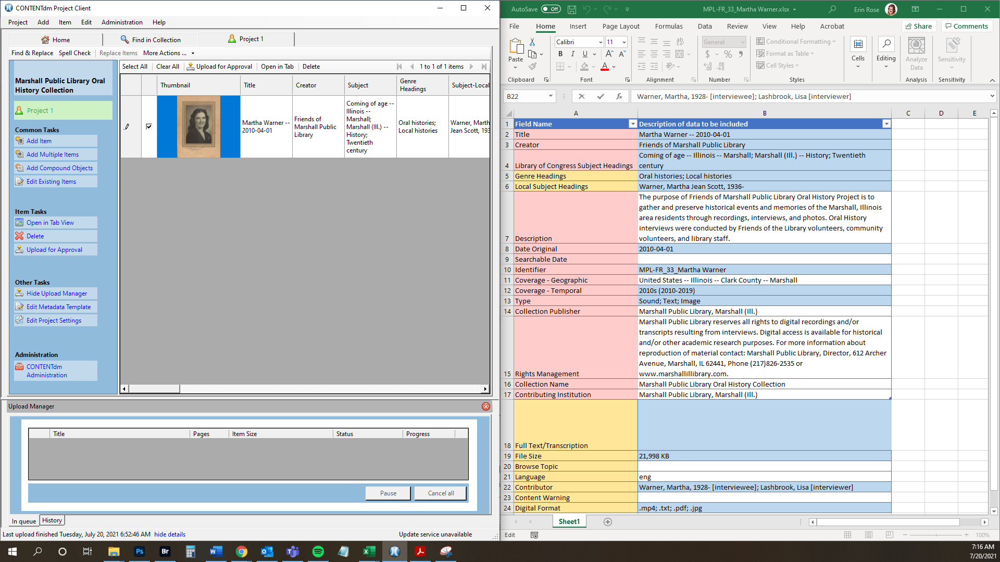 CONTENTdm Project Client
Project Add Item Edit Administration Help
Home Find in Collection Project 1
Find & Replace Spell Check Replace Items More Actions ...
Marshall Public Library Oral
History Collection
Project 1
Common Tasks
Add Item
Add Multiple Items
Add Compound Objects
Edit Existing Items
Item Tasks
Open in Tab View
Delete
Upload for Approval
Other Tasks
Hide Upload Manager
Edit Metadata Template
Edit Project Settings
Administration
CONTENTdm
Administration
Select All Clear All Upload for Approval Open in Tab Delete 1 to 1 of 1 items
Thumbnail Title Creator Subject Genre Headings Subject-Local
Martha Warner --
2010-04-01
Friends of
Marshall Public
Library
Coming of age --
Illinois --
Marshall;
Marshall (Ill.) --
History;
Twentieth
century
Oral histories;
Local histories
Warner, Marth
Jean Scott, 193
Upload Manager
Title Pages Item Size Status Progress
Pause Cancel all
In queue History
Last upload finished Tuesday, July 20, 2021 6:52:46 AM hide details Update service unavailable
AutoSave Off MPL-FR_33_Martha Warner.xlsx Erin Rose
File Home Insert Page Layout Formulas Data Review View Help Acrobat Share Comments
Paste
Clipboard
Calibri 11
B I U
Font
Alignment
General
Number
Conditional Formatting
Format as Table
Cell Styles
Styles
Cells
Editing
Analyze
Data
Analysis
Sensitivity
Sensitivity
B22 fx Warner, Martha, 1928- [interviewee]; Lashbrook, Lisa [interviewer]
A B C D E
1 Field Name Description of data to be included
2 Title Martha Warner -- 2010-04-01
3 Creator Friends of Marshall Public Library
Coming of age -- Illinois -- Marshall; Marshall (Ill.) -- History; Twentieth
4 Library of Congress Subject Headings century
5 Genre Headings Oral histories; Local histories
6 Local Subject Headings Warner, Martha Jean Scott, 1936-
The purpose of Friends of Marshall Public Library Oral History Project is to
gather and preserve historical events and memories of the Marshall, Illinois
area residents through recordings, interviews, and photos. Oral History
interviews were conducted by Friends of the Library volunteers, community
7 Description volunteers, and library staff.
8 Date Original 2010-04-01
9 Searchable Date
10 Identifier MPL-FR_33_Martha Warner
11 Coverage - Geographic United States -- Illinois -- Clark County -- Marshall
12 Coverage - Temporal 2010s (2010-2019)
13 Type Sound; Text; Image
14 Collection Publisher Marshall Public Library, Marshall (Ill.)
Marshall Public Library reserves all rights to digital recordings and/or
transcripts resulting from interviews. Digital access is available for historical
and/or other academic research purposes. For more information about
reproduction of material contact: Marshall Public Library, Director, 612 Archer
Avenue, Marshall, IL 62441, Phone (217)826-2535 or
15 Rights Management www.marshallillibrary.com.
16 Collection Name Marshall Public Library Oral History Collection
17 Contributing Institution Marshall Public Library, Marshall (Ill.)
18 Full Text/Transcription
19 File Size 21,998 KB
20 Browse Topic
21 Language eng
22 Contributor Warner, Martha, 1928- [interviewee]; Lashbrook, Lisa [interviewer]
23 Content Warning
24 Digital Format .mp4; .txt; .pdf; .jpg
Sheet1
Edit 100%
7:16 AM
7/20/2021